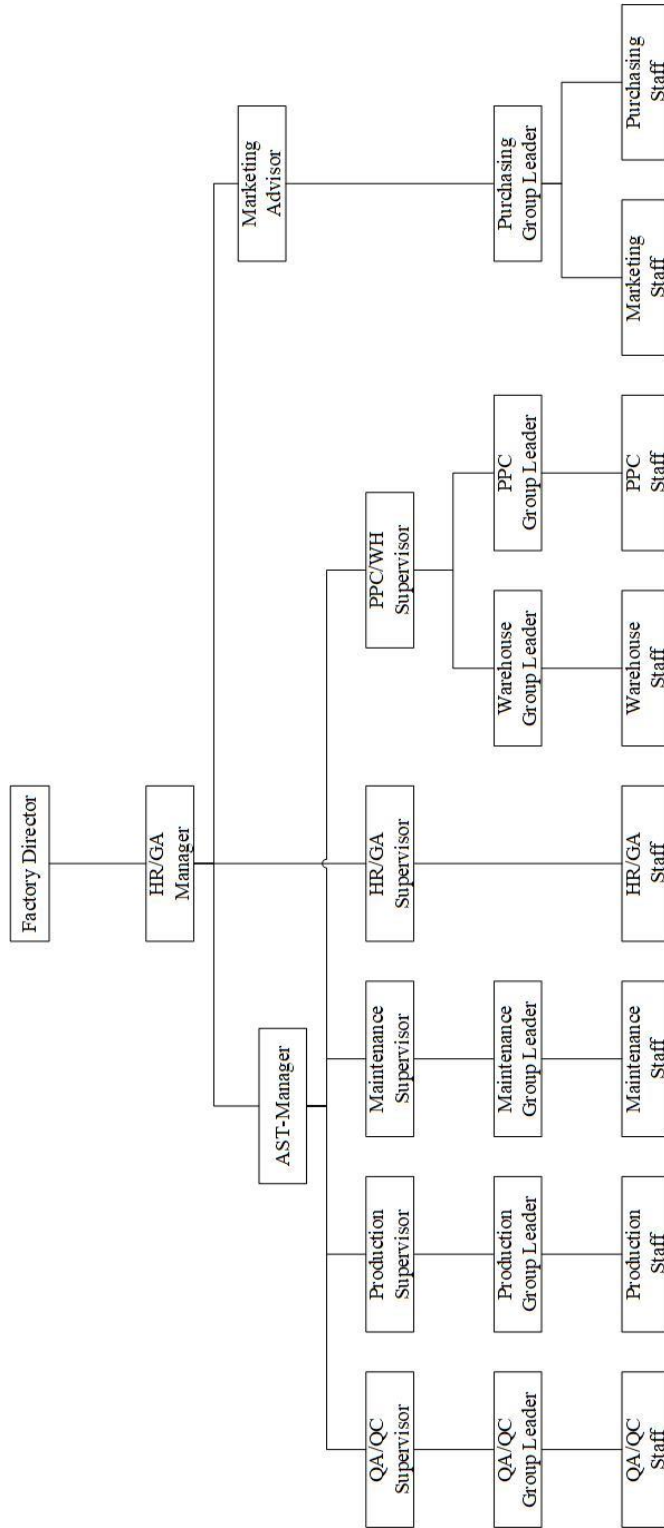 Factory Director
HR/GA
Manager
AST-Manager
Marketing
Advisor
QA/QC
Supervisor
Production
Supervisor
Maintenance
Supervisor
HR/GA
Supervisor
PPC/WH
Supervisor
QA/QC
Group Leader
Production
Group Leader
Maintenance
Group Leader
Warehouse
Group Leader
PPC
Group Leader
Purchasing
Group Leader
QA/QC
Staff
Production
Staff
Maintenance
Staff
HR/GA
Staff
Warehouse
Staff
PPC
Staff
Marketing
Staff
Purchasing
Staff